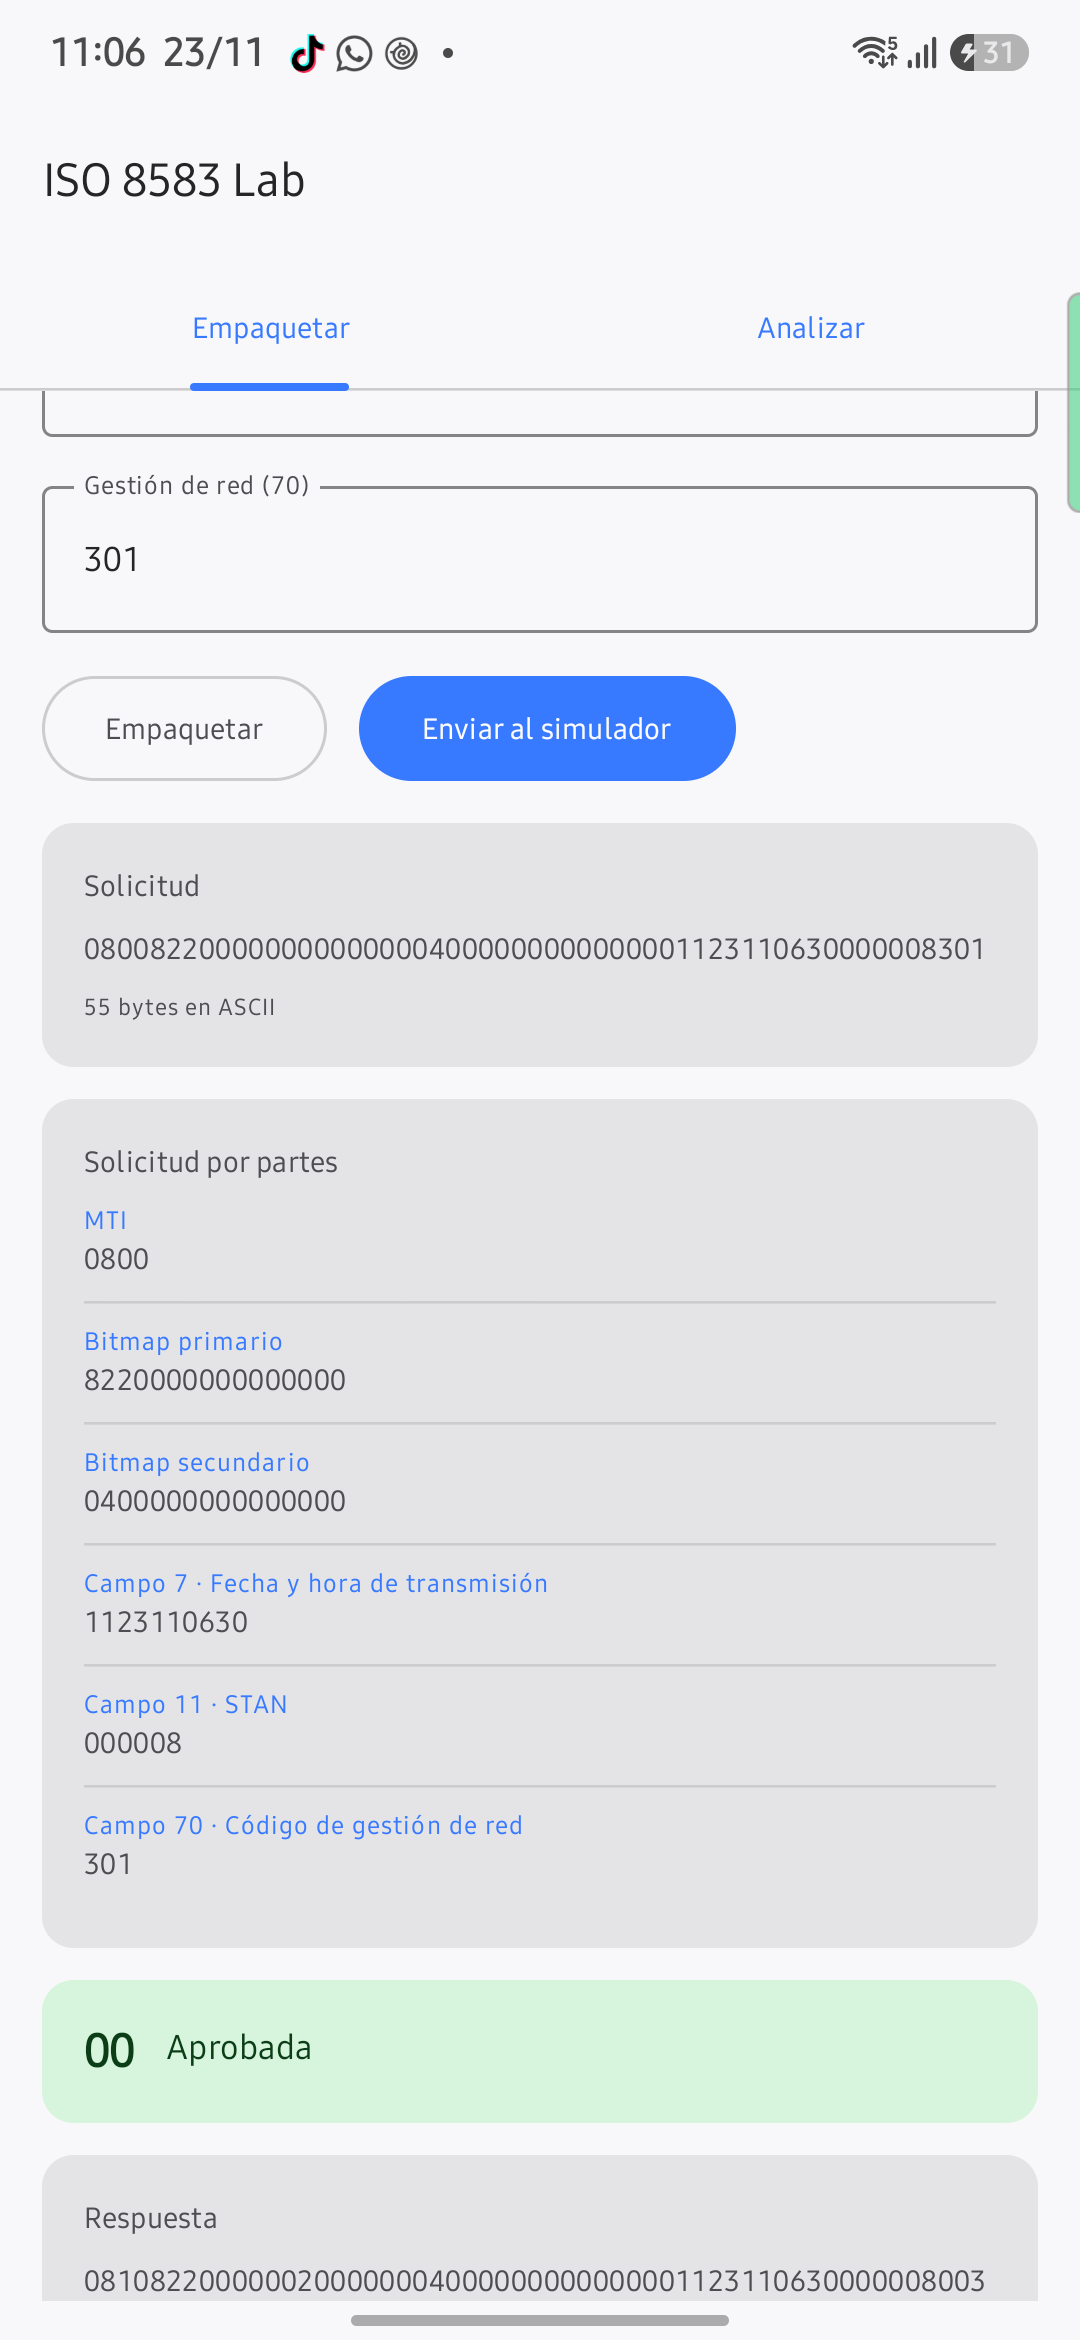 11:06 23/11
5
31
ISO 8583 Lab
Empaquetar
Analizar
Gestión de red (70)
301
Empaquetar
Enviar al simulador
Solicitud
0800822000000000000004000000000000001123110630000008301
55 bytes en ASCII
Solicitud por partes
MTI
0800
Bitmap primario
8220000000000000
Bitmap secundario
0400000000000000
Campo 7 · Fecha y hora de transmisión
1123110630
Campo 11 · STAN
000008
Campo 70 · Código de gestión de red
301
00 Aprobada
Respuesta
0810822000000200000004000000000000001123110630000008003